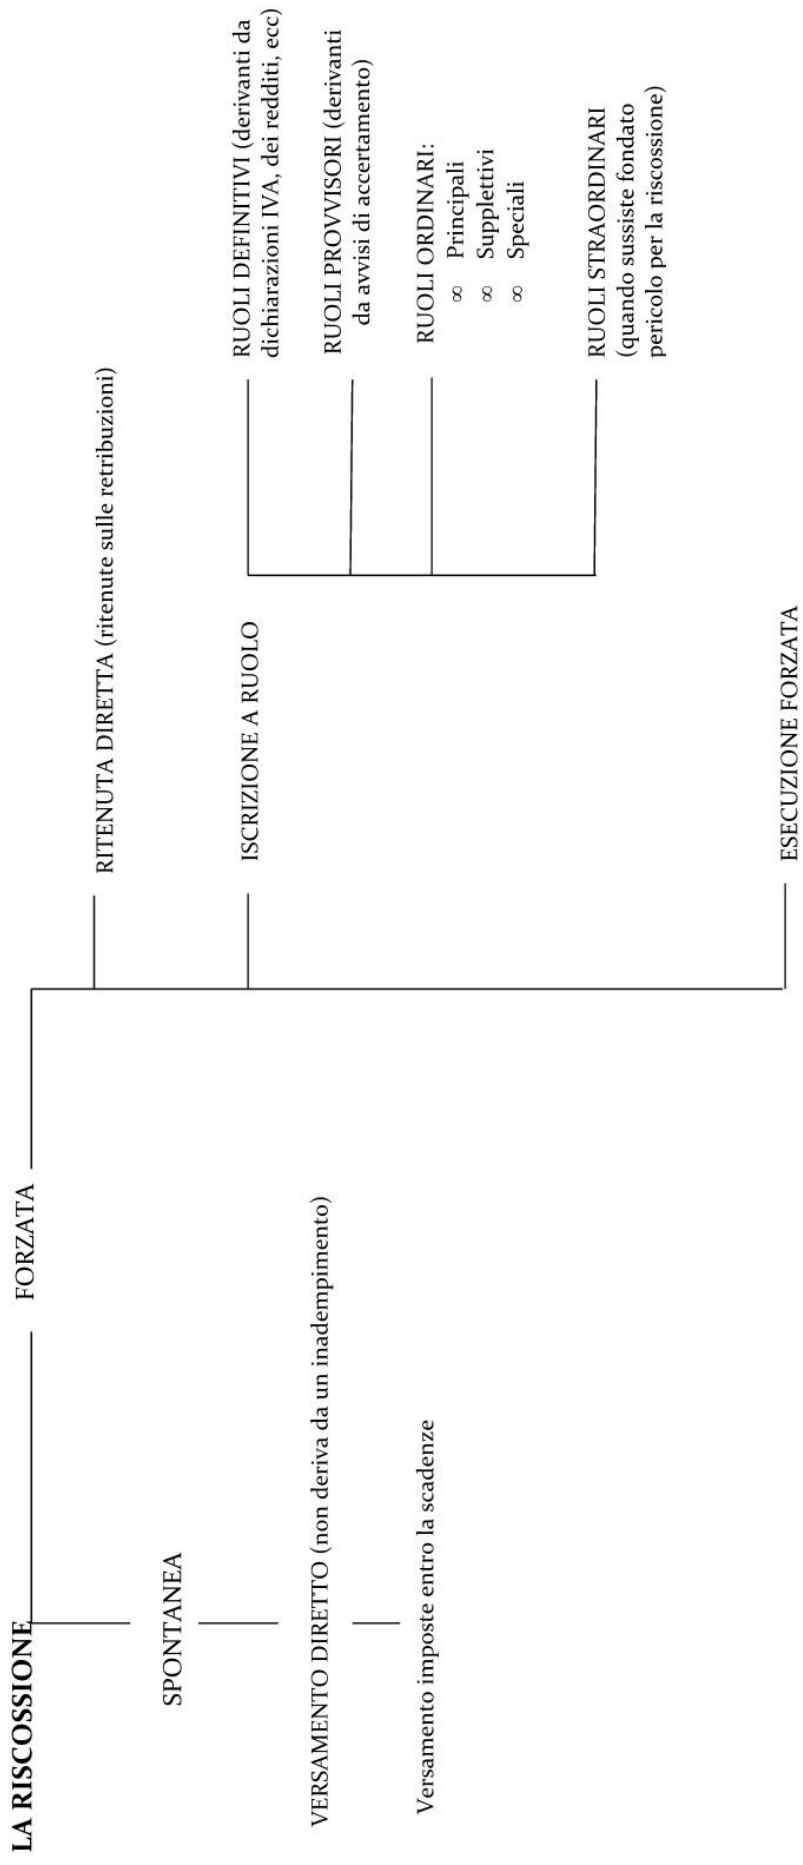 LA RISCOSSIONE
FORZATA
RITENUTA DIRETTA (ritenute sulle retribuzioni)
SPONTANEA
ISCRIZIONE A RUOLO
RUOLI DEFINITIVI (derivanti da
dichiarazioni IVA, dei redditi, ecc)
VERSAMENTO DIRETTO (non deriva da un inadempimento)
RUOLI PROVVISORI (derivanti
da avvisi di accertamento)
Versamento imposte entro la scadenze
RUOLI ORDINARI:
∞ Principali
∞ Supplettivi
∞ Speciali
RUOLI STRAORDINARI
(quando sussiste fondato
pericolo per la riscossione)
ESECUZIONE FORZATA